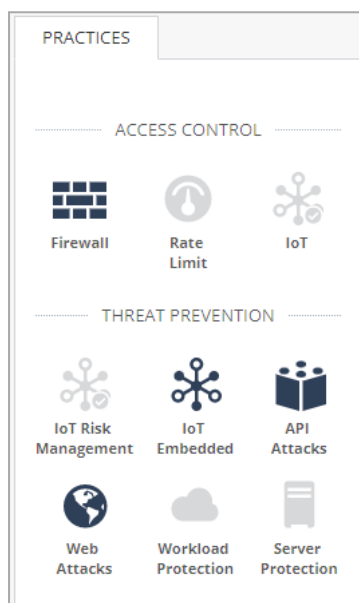 PRACTICES
ACCESS CONTROL
Firewall
Rate
Limit
IoT
THREAT PREVENTION
IoT Risk
Management
IoT
Embedded
API
Attacks
Web
Attacks
Workload
Protection
Server
Protection